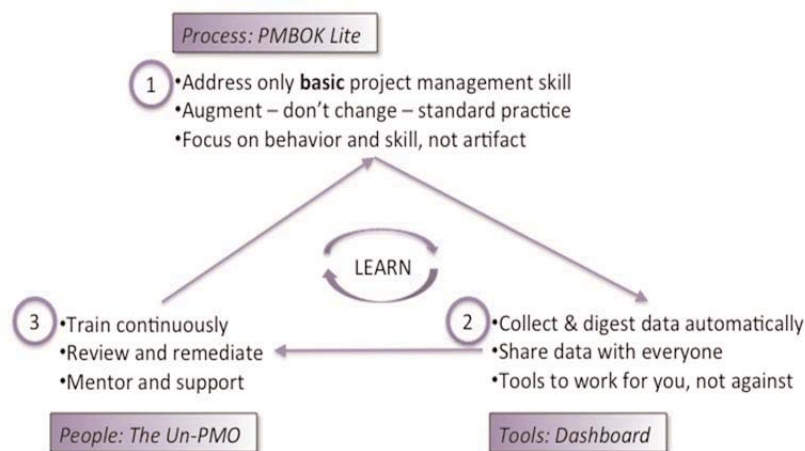 Process: PMBOK Lite
1
•Address only basic project management skill
•Augment – don't change – standard practice
•Focus on behavior and skill, not artifact
LEARN
3
•Train continuously
•Review and remediate
•Mentor and support
People: The Un-PMO
2
•Collect & digest data automatically
•Share data with everyone
•Tools to work for you, not against
Tools: Dashboard